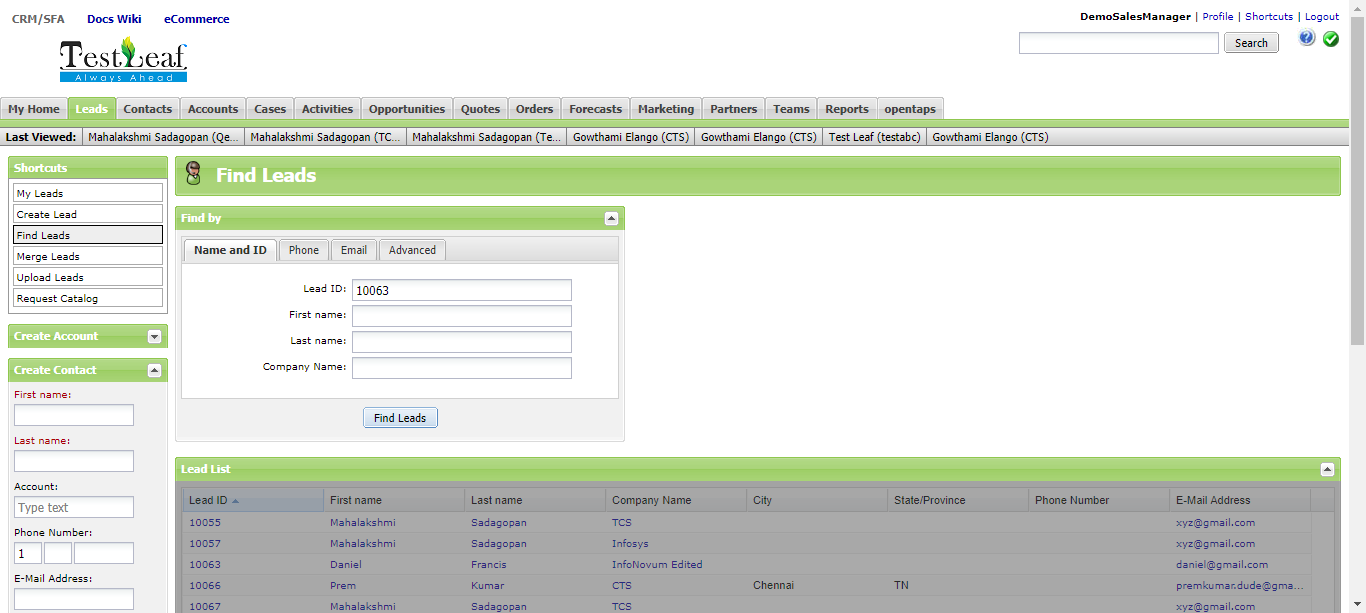 CRM/SFA Docs Wiki eCommerce
DemoSalesManager | Profile | Shortcuts | Logout
TestLeaf
Always Ahead
Search
My Home Leads Contacts Accounts Cases Activities Opportunities Quotes Orders Forecasts Marketing Partners Teams Reports opentaps
Last Viewed: Mahalakshmi Sadagopan (Qe... Mahalakshmi Sadagopan (TC... Mahalakshmi Sadagopan (Te... Gowthami Elango (CTS) Gowthami Elango (CTS) Test Leaf (testabc) Gowthami Elango (CTS)
Shortcuts
My Leads
Create Lead
Find Leads
Merge Leads
Upload Leads
Request Catalog
Create Account
Create Contact
First name:
Last name:
Account:
Type text
Phone Number:
1
E-Mail Address:
Find Leads
Find by
Name and ID Phone Email Advanced
Lead ID: 10063
First name:
Last name:
Company Name:
Find Leads
Lead List
Lead ID First name Last name Company Name City State/Province Phone Number E-Mail Address
10055 Mahalakshmi Sadagopan TCS xyz@gmail.com
10057 Mahalakshmi Sadagopan Infosys xyz@gmail.com
10063 Daniel Francis InfoNovum Edited daniel@gmail.com
10066 Prem Kumar CTS Chennai TN premkumar.dude@gma...
10067 Mahalakshmi Sadagopan TCS xyz@gmail.com